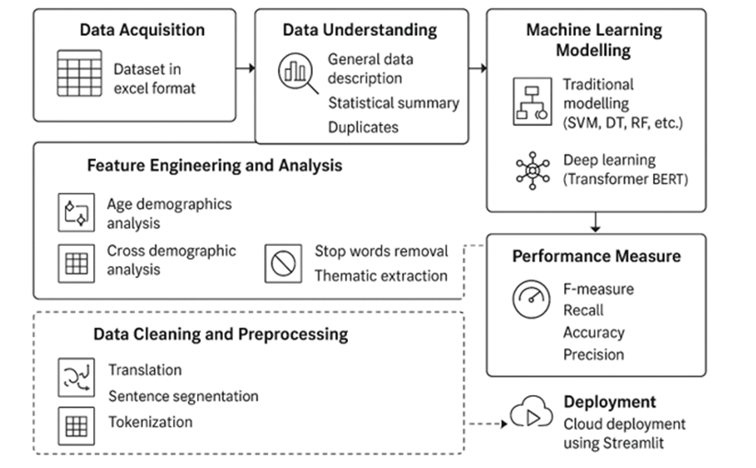 Data Acquisition
Dataset in
excel format
Data Understanding
General data
description
Statistical summary
Duplicates
Machine Learning
Modelling
Traditional
modelling
(SVM, DT, RF, etc.)
Deep learning
(Transformer BERT)
Feature Engineering and Analysis
Age demographics
analysis
Cross demographic
analysis
Stop words removal
Thematic extraction
Performance Measure
F-measure
Recall
Accuracy
Precision
Data Cleaning and Preprocessing
Translation
Sentence segnentation
Tokenization
Deployment
Cloud deployment
using Streamlit